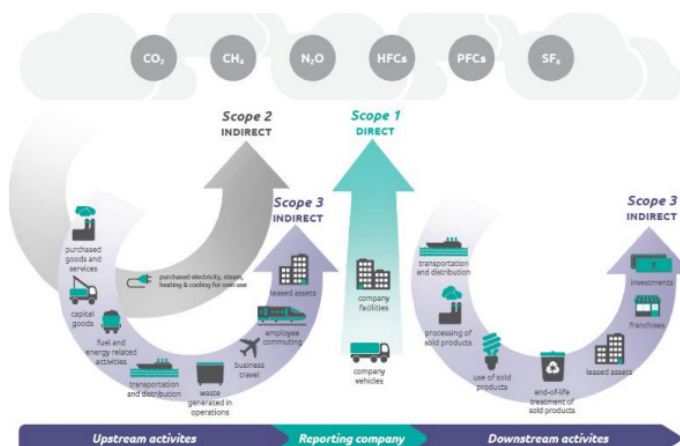 CO₂
CH₄
N₂O
HFCs
PFCs
SF₆
Scope 2
INDIRECT
Scope 1
DIRECT
Scope 3
INDIRECT
Scope 3
INDIRECT
purchased
goods and
services
capital
goods
fuel and
energy related
activities
transportation
and distribution
waste
generated in
operations
business
travel
employee
commuting
leased assets
purchased electricity, steam,
heating & cooling for own use
company
facilities
company
vehicles
transportation
and distribution
processing of
sold products
use of sold
products
end-of-life
treatment of
sold products
leased assets
franchises
investments
Upstream activites
Reporting company
Downstream activites